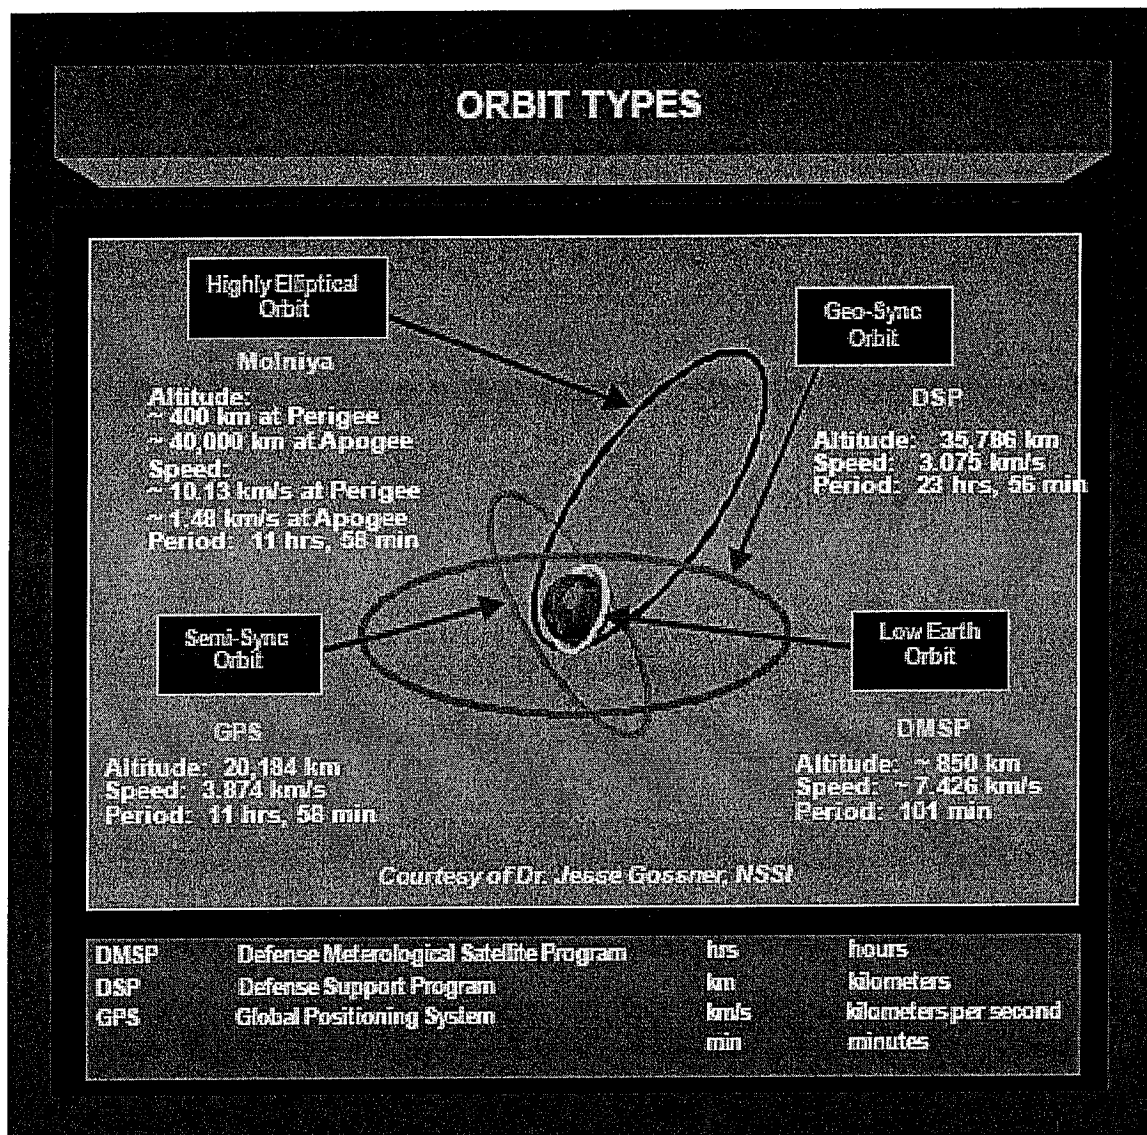 ORBIT TYPES
Highly Elliptical
Orbit
Molniya
Altitude:
~ 400 km at Perigee
~ 40,000 km at Apogee
Speed:
~ 10.13 km/s at Perigee
~ 1.48 km/s at Apogee
Period: 11 hrs, 58 min
Geo-Sync
Orbit
DSP
Altitude: 35,786 km
Speed: 3.075 km/s
Period: 23 hrs, 56 min
Semi-Sync
Orbit
GPS
Altitude: 20,184 km
Speed: 3.874 km/s
Period: 11 hrs, 58 min
Low Earth
Orbit
DMSP
Altitude: ~ 850 km
Speed: ~ 7.426 km/s
Period: 101 min
Courtesy of Dr. Jesse Gossner, NSSI
DMSP Defense Meterological Satellite Program hrs hours
DSP Defense Support Program km kilometers
GPS Global Positioning System km/s kilometers per second
min minutes